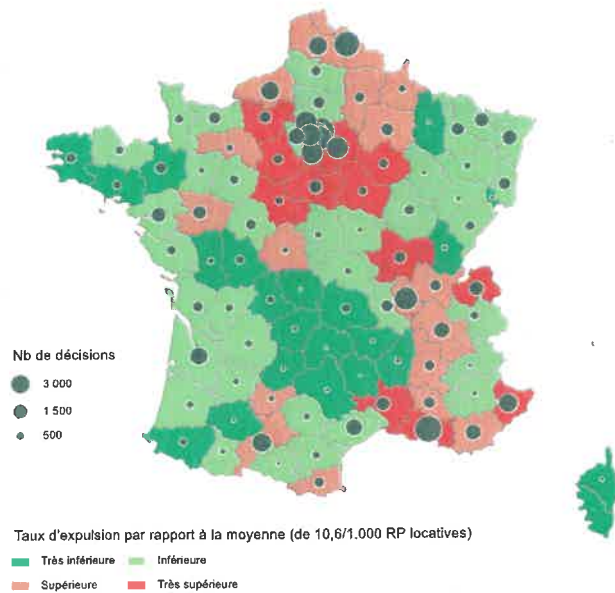 Nb de décisions
3 000
1 500
500
Taux d'expulsion par rapport à la moyenne (de 10,6/1.000 RP locatives)
Très inférieure Inférieure
Supérieure Très supérieure